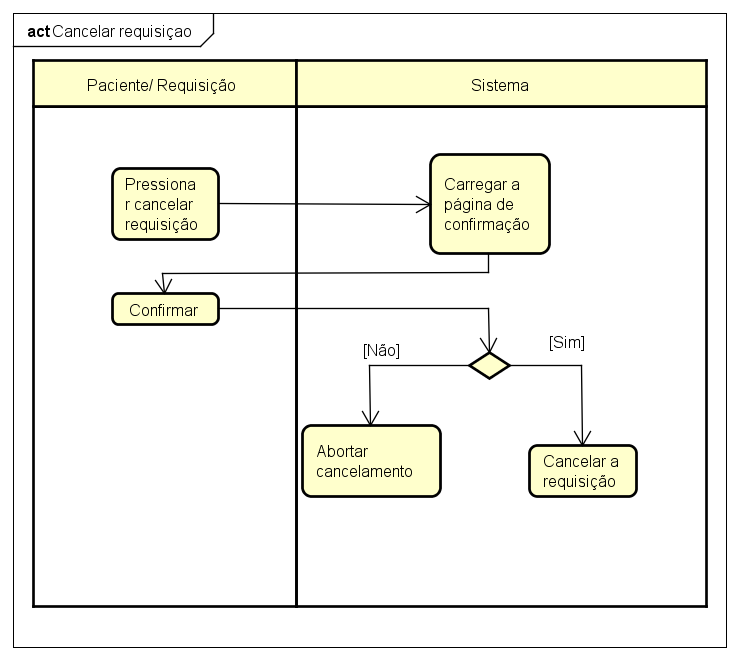 act Cancelar requisiçao
Paciente/ Requisição
Sistema
Pressiona
r cancelar
requisição
Carregar a
página de
confirmação
Confirmar
[Não]
[Sim]
Abortar
cancelamento
Cancelar a
requisição